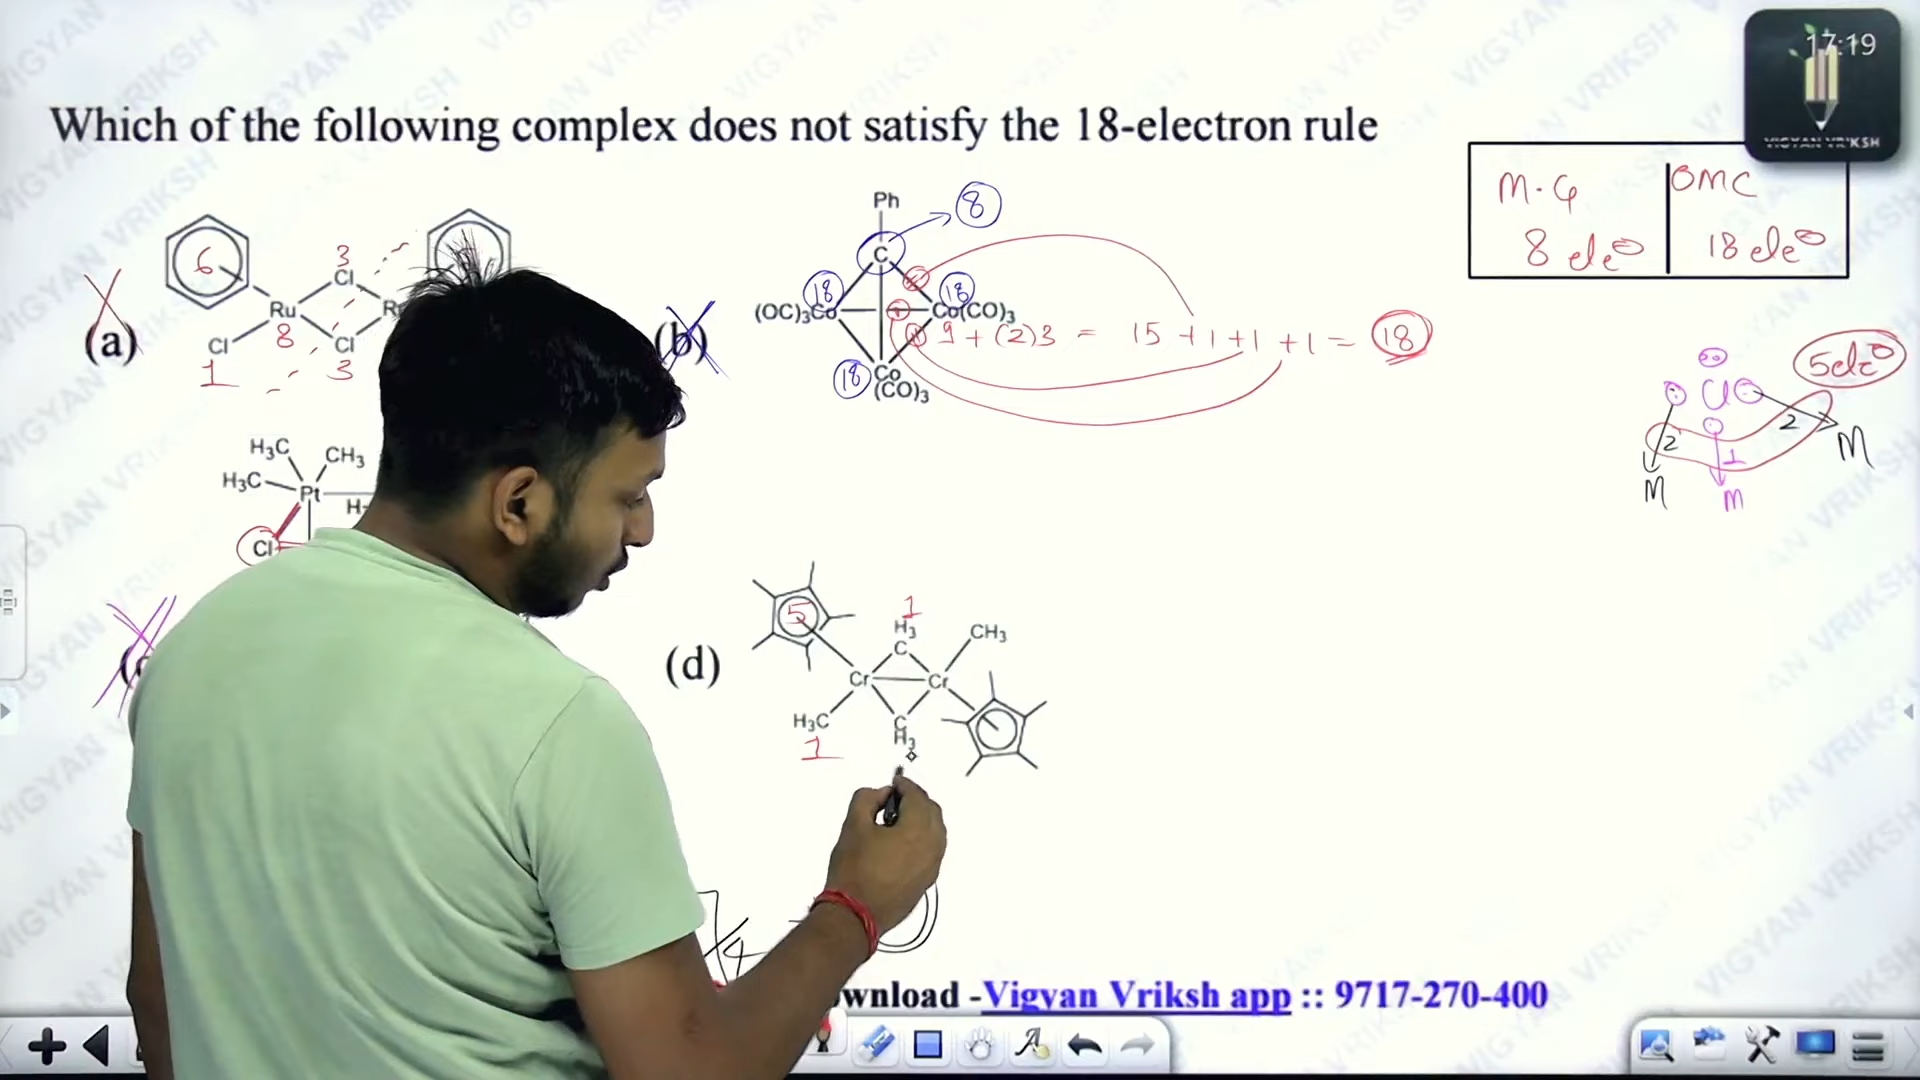 17:19
VIGYAN VRIKSH
Which of the following complex does not satisfy the 18-electron rule
M.G OMC
8 ele⊖ 18 ele⊖
Ph
8
6
3
Cl
C
18 18
Ru
(OC)3Co Co(CO)3
(a)
(b)
8
9 + (2)3 = 15 + 1 + 1 + 1 = 18
Cl Cl
1 3
18 Co
(CO)3
5ele⊖
Cl
2 2
1
M M M
H3C CH3
H3C Pt
H
Cl
5 1
H3
C CH3
(d)
Cr Cr
H3C C
H3
1
wnload -Vigyan Vriksh app :: 9717-270-400